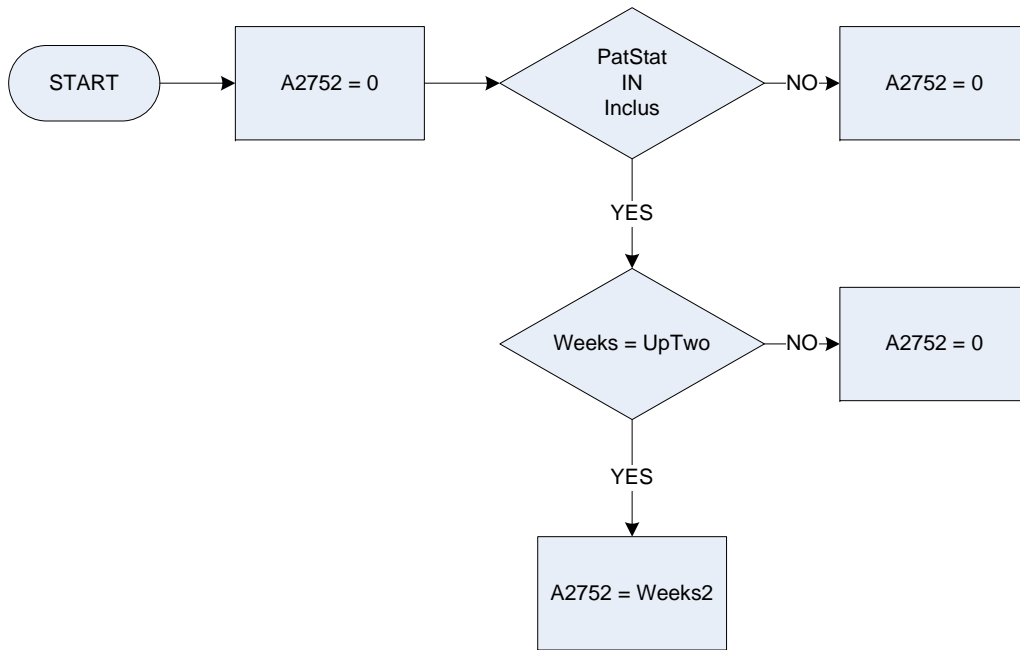 START
A2752 = 0
PatStat
IN
Inclus
NO
A2752 = 0
YES
Weeks = UpTwo
NO
A2752 = 0
YES
A2752 = Weeks2